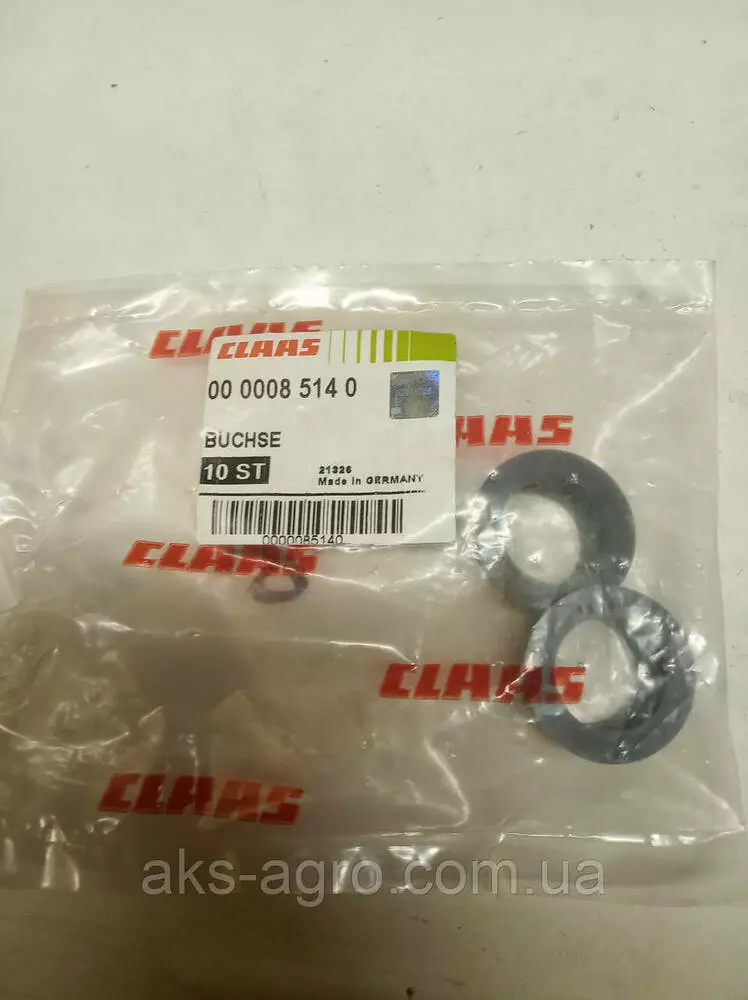 CLAAS
CLAAS
00 0008 514 0
BUCHSE
10 ST
21326
Made in GERMANY
0000085140
CLAAS
CLAAS
CLAAS
aks-agro.com.ua